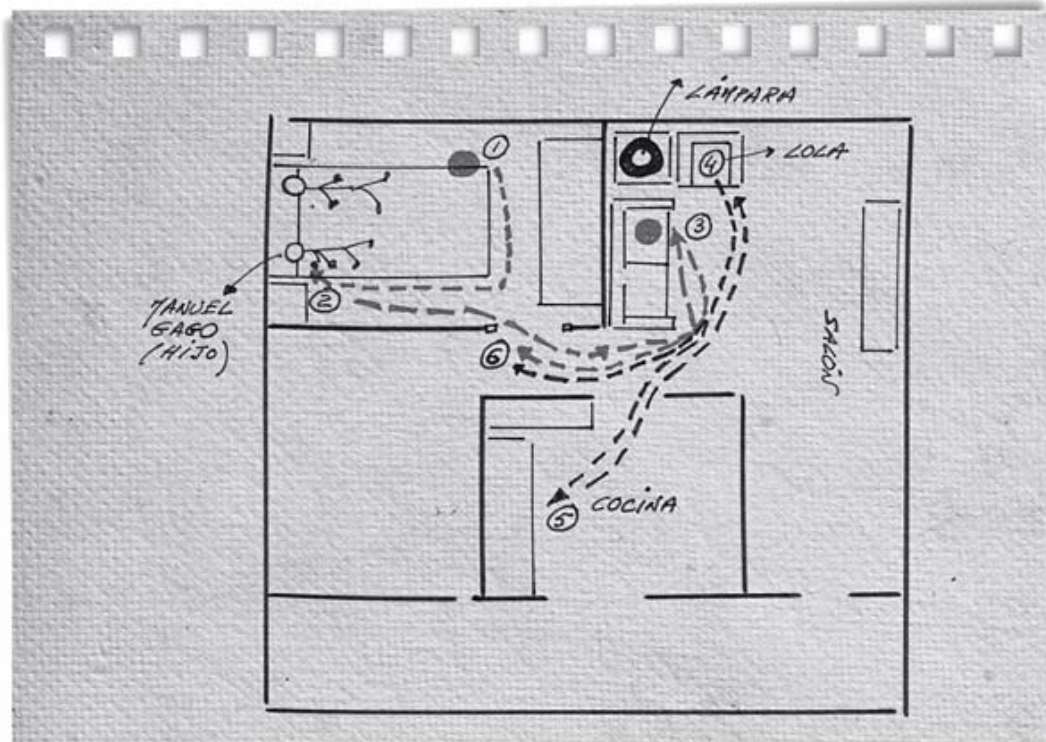 LÁMPARA
① 
④ LOLA
③
②
MANUEL
GAGO
(HIJO)
SALÓN
⑥
COCINA
⑤